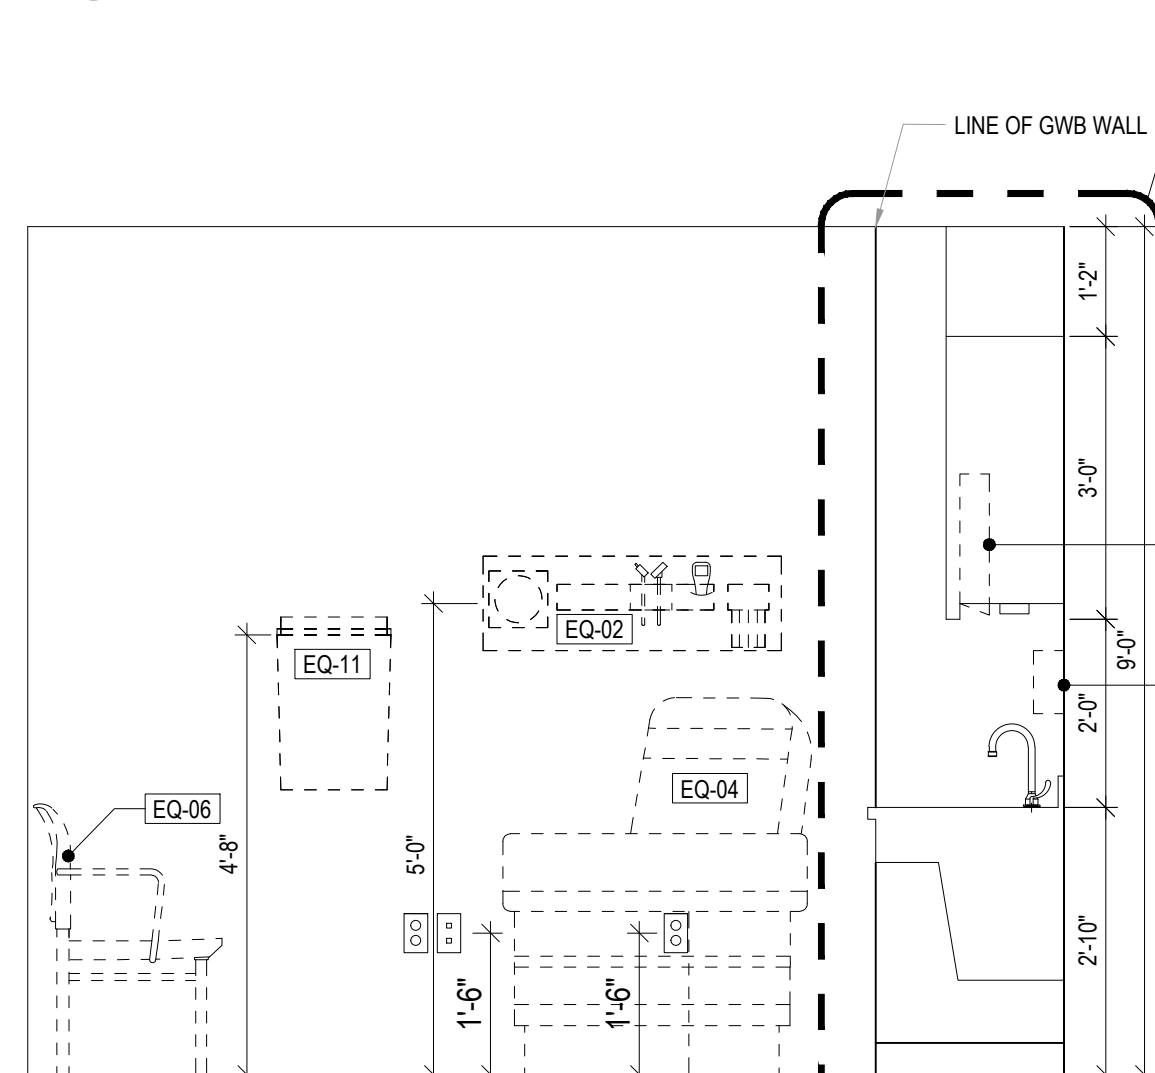 LINE OF GWB WALL
1'-2"
3'-0"
9'-0"
2'-0"
2'-10"
EQ-02
EQ-11
EQ-04
EQ-06
4'-8"
5'-0"
1'-6"
1'-6"